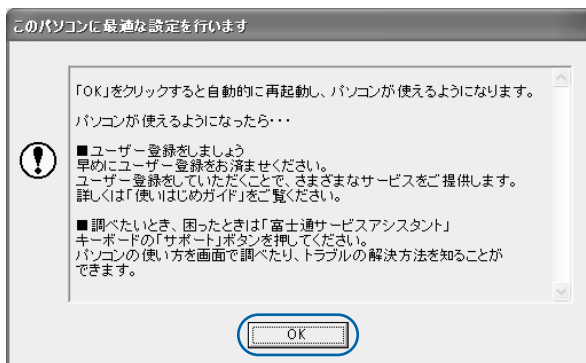 このパソコンに最適な設定を行います
「OK」をクリックすると自動的に再起動し、パソコンが使えるようになります。
パソコンが使えるようになったら・・・
■ユーザー登録をしましょう
早めにユーザー登録をお済ませください。
ユーザー登録をしていただくことで、さまざまなサービスをご提供します。
詳しくは「使いはじめガイド」をご覧ください。
■調べたいとき、困ったときは「富士通サービスアシスタント」
キーボードの「サポート」ボタンを押してください。
パソコンの使い方を画面で調べたり、トラブルの解決方法を知ることが
できます。
OK